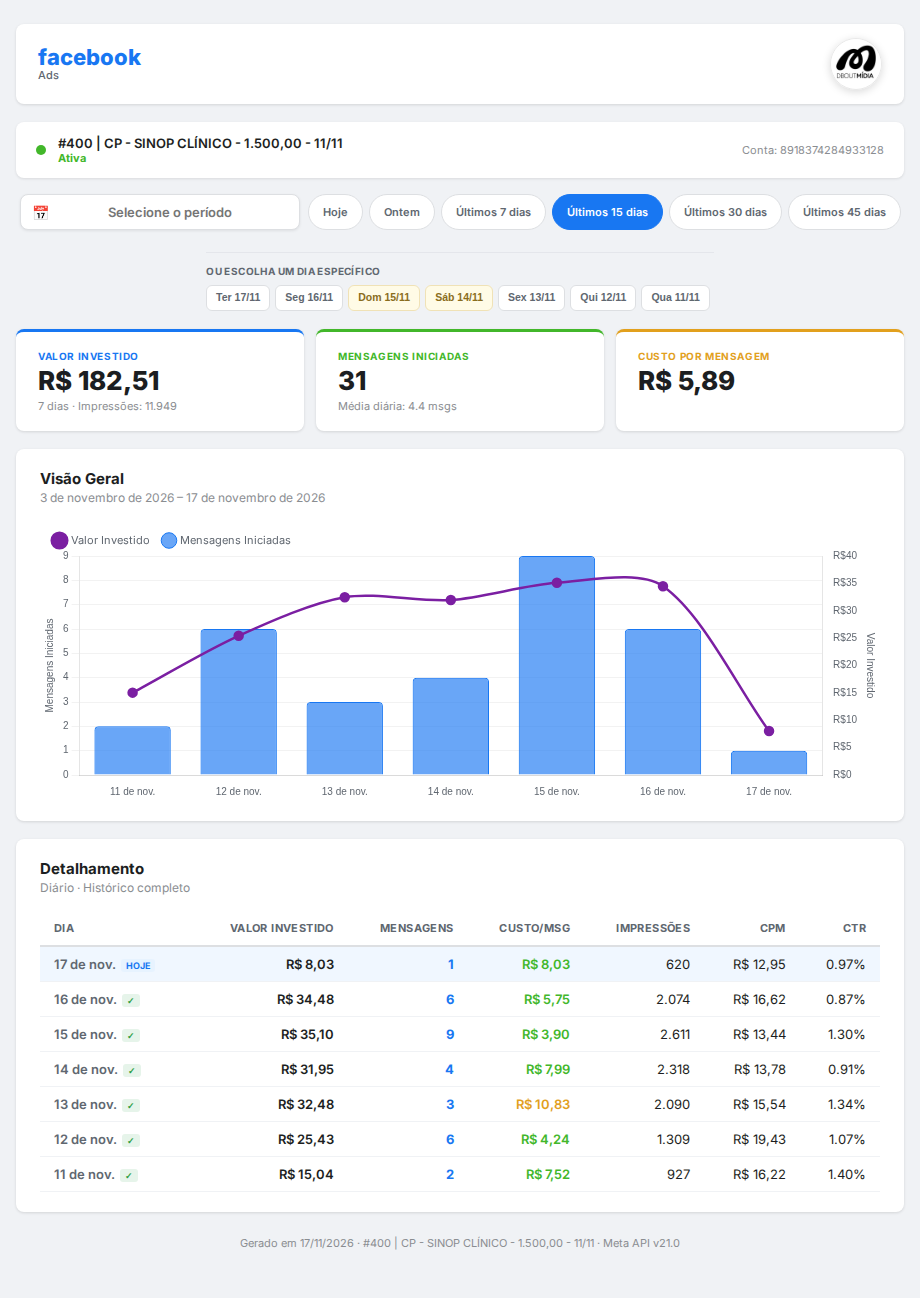 facebook
Ads
DBOUTMÍDIA
#400 | CP - SINOP CLÍNICO - 1.500,00 - 11/11
Ativa
Conta: 8918374284933128
Selecione o período
Hoje
Ontem
Últimos 7 dias
Últimos 15 dias
Últimos 30 dias
Últimos 45 dias
OU ESCOLHA UM DIA ESPECÍFICO
Ter 17/11
Seg 16/11
Dom 15/11
Sáb 14/11
Sex 13/11
Qui 12/11
Qua 11/11
VALOR INVESTIDO
R$ 182,51
7 dias · Impressões: 11.949
MENSAGENS INICIADAS
31
Média diária: 4.4 msgs
CUSTO POR MENSAGEM
R$ 5,89
Visão Geral
3 de novembro de 2026 – 17 de novembro de 2026
Valor Investido
Mensagens Iniciadas
9
8
7
6
5
4
3
2
1
0
Mensagens Iniciadas
R$40
R$35
R$30
R$25
R$20
R$15
R$10
R$5
R$0
Valor Investido
11 de nov.
12 de nov.
13 de nov.
14 de nov.
15 de nov.
16 de nov.
17 de nov.
Detalhamento
Diário · Histórico completo
DIA VALOR INVESTIDO MENSAGENS CUSTO/MSG IMPRESSÕES CPM CTR
17 de nov. HOJE R$ 8,03 1 R$ 8,03 620 R$ 12,95 0.97%
16 de nov. ✓ R$ 34,48 6 R$ 5,75 2.074 R$ 16,62 0.87%
15 de nov. ✓ R$ 35,10 9 R$ 3,90 2.611 R$ 13,44 1.30%
14 de nov. ✓ R$ 31,95 4 R$ 7,99 2.318 R$ 13,78 0.91%
13 de nov. ✓ R$ 32,48 3 R$ 10,83 2.090 R$ 15,54 1.34%
12 de nov. ✓ R$ 25,43 6 R$ 4,24 1.309 R$ 19,43 1.07%
11 de nov. ✓ R$ 15,04 2 R$ 7,52 927 R$ 16,22 1.40%
Gerado em 17/11/2026 · #400 | CP - SINOP CLÍNICO - 1.500,00 - 11/11 · Meta API v21.0